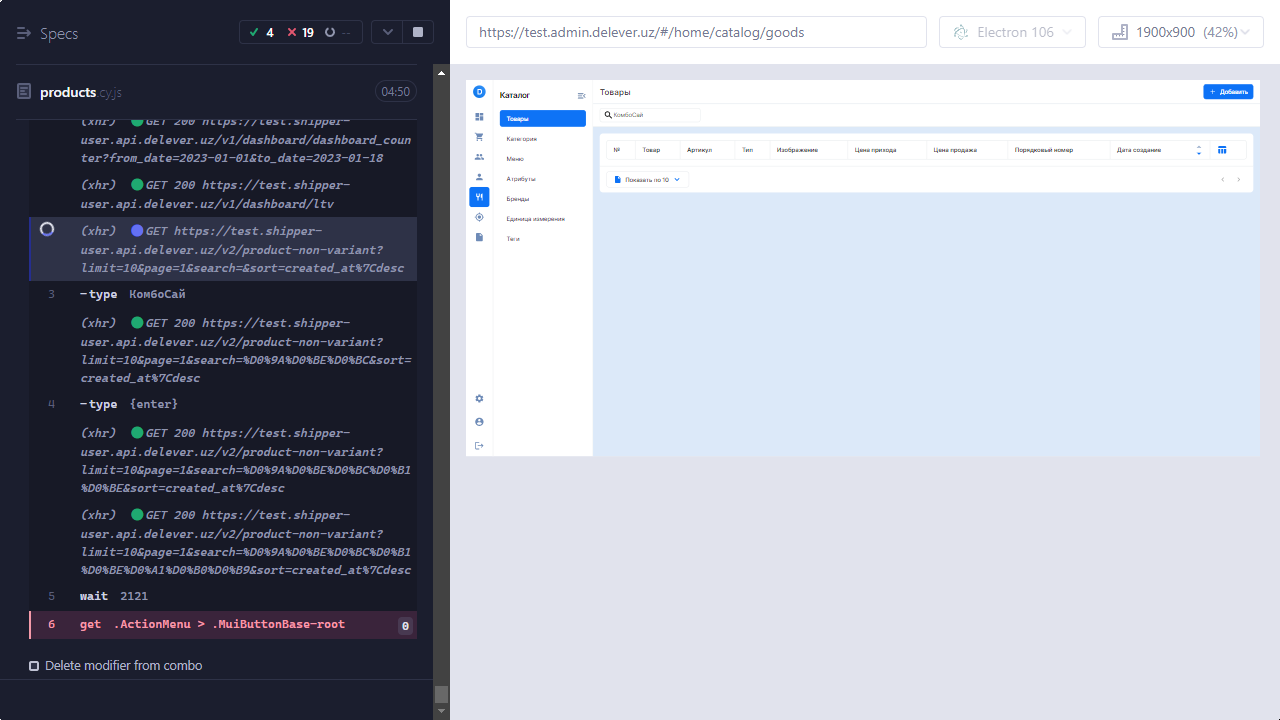 Specs
4
19
--
https://test.admin.delever.uz/#/home/catalog/goods
Electron 106
1900x900 (42%)
products.cy.js
04:50
(xhr) GET 200 https://test.shipper-
user.api.delever.uz/v1/dashboard/dashboard_coun
ter?from_date=2023-01-01&to_date=2023-01-18
(xhr) GET 200 https://test.shipper-
user.api.delever.uz/v1/dashboard/ltv
(xhr) GET https://test.shipper-
user.api.delever.uz/v2/product-non-variant?
limit=10&page=1&search=&sort=created_at%7Cdesc
3 -type КомбоСай
(xhr) GET 200 https://test.shipper-
user.api.delever.uz/v2/product-non-variant?
limit=10&page=1&search=%D0%9A%D0%BE%D0%BC&sort=
created_at%7Cdesc
4 -type {enter}
(xhr) GET 200 https://test.shipper-
user.api.delever.uz/v2/product-non-variant?
limit=10&page=1&search=%D0%9A%D0%BE%D0%BC%D0%B1
%D0%BE&sort=created_at%7Cdesc
(xhr) GET 200 https://test.shipper-
user.api.delever.uz/v2/product-non-variant?
limit=10&page=1&search=%D0%9A%D0%BE%D0%BC%D0%B1
%D0%BE%D0%A1%D0%B0%D0%B9&sort=created_at%7Cdesc
5 wait 2121
6 get .ActionMenu > .MuiButtonBase-root 0
Delete modifier from combo
D
Каталог
Товары
Категория
Меню
Атрибуты
Бренды
Единица измерения
Теги
Товары
+ Добавить
КомбоСай
№ Товар Артикул Тип Изображение Цена прихода Цена продажа Порядковый номер Дата создание
Показать по 10